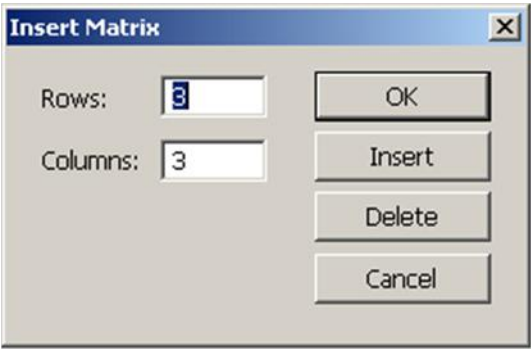 Insert Matrix
Rows: 3 OK
Columns: 3 Insert
Delete
Cancel